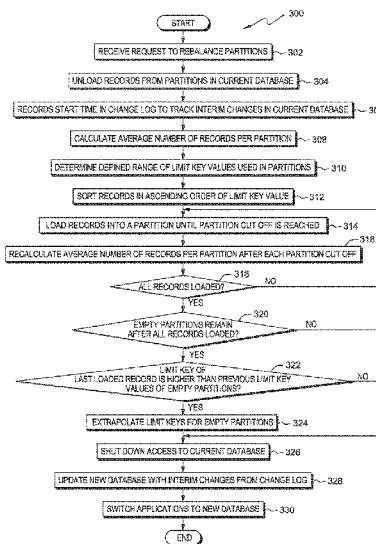 START
300
RECEIVE REQUEST TO REBALANCE PARTITIONS
302
UNLOAD RECORDS FROM PARTITIONS IN CURRENT DATABASE
304
RECORDS START TIME IN CHANGE LOG TO TRACK INTERIM CHANGES IN CURRENT DATABASE
CALCULATE AVERAGE NUMBER OF RECORDS PER PARTITION
308
DETERMINE DEFINED RANGE OF LIMIT KEY VALUES USED IN PARTITIONS
310
SORT RECORDS IN ASCENDING ORDER OF LIMIT KEY VALUE
312
LOAD RECORDS INTO A PARTITION UNTIL PARTITION CUT OFF IS REACHED
314
RECALCULATE AVERAGE NUMBER OF RECORDS PER PARTITION AFTER EACH PARTITION CUT OFF
316
ALL RECORDS LOADED?
318
NO
YES
EMPTY PARTITIONS REMAIN
AFTER ALL RECORDS LOADED?
320
NO
YES
LIMIT KEY OF
LAST LOADED RECORD IS HIGHER THAN PREVIOUS LIMIT KEY
VALUES OF EMPTY PARTITIONS?
322
NO
YES
EXTRAPOLATE LIMIT KEYS FOR EMPTY PARTITIONS
324
SHUT DOWN ACCESS TO CURRENT DATABASE
326
UPDATE NEW DATABASE WITH INTERIM CHANGES FROM CHANGE LOG
328
SWITCH APPLICATIONS TO NEW DATABASE
330
END